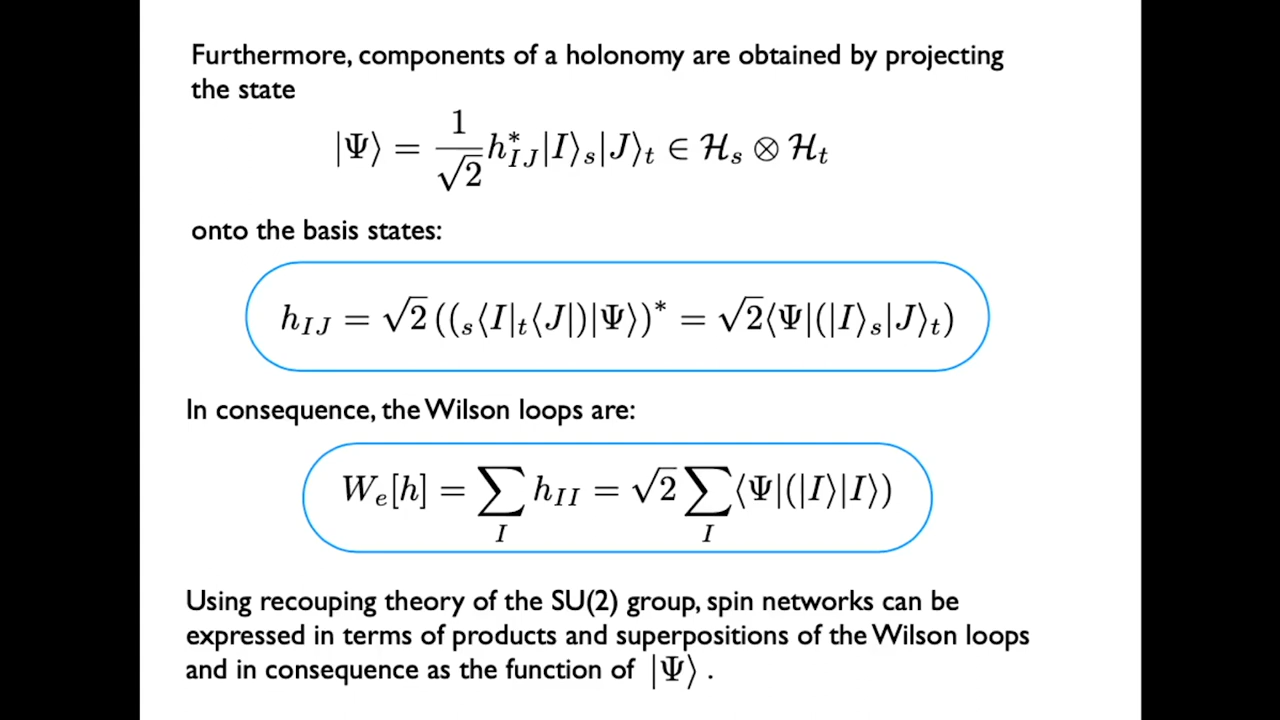 Furthermore, components of a holonomy are obtained by projecting
the state
|Ψ⟩ = 1/√2 h*_{IJ}|I⟩_s|J⟩_t ∈ ℋ_s ⊗ ℋ_t
onto the basis states:
h_{IJ} = √2 ((_s⟨I|_t⟨J|)|Ψ⟩)* = √2⟨Ψ|(|I⟩_s|J⟩_t)
In consequence, the Wilson loops are:
W_e[h] = ∑_I h_{II} = √2 ∑_I ⟨Ψ|(|I⟩|I⟩)
Using recouping theory of the SU(2) group, spin networks can be
expressed in terms of products and superpositions of the Wilson loops
and in consequence as the function of |Ψ⟩ .